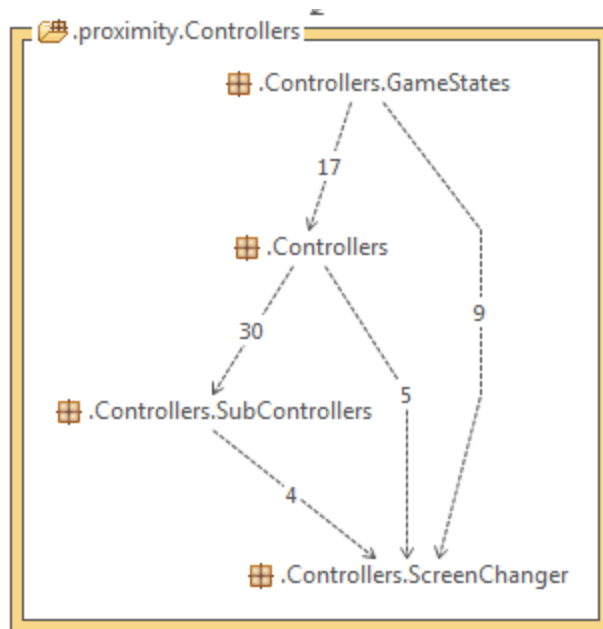 .proximity.Controllers
.Controllers.GameStates
17
.Controllers
9
30
5
.Controllers.SubControllers
4
.Controllers.ScreenChanger